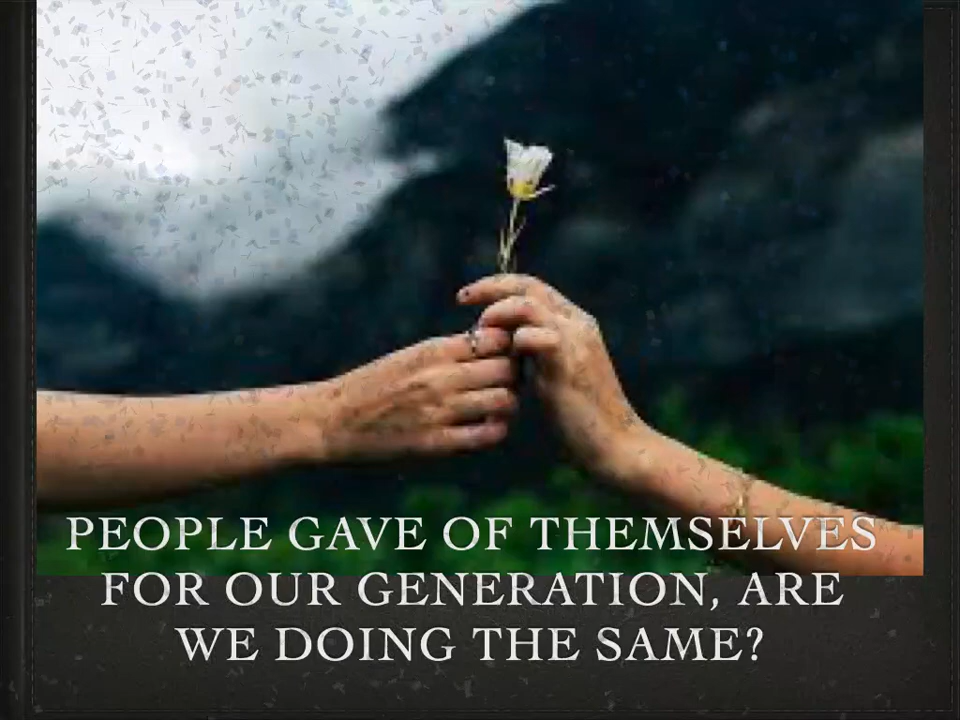 PEOPLE GAVE OF THEMSELVES
FOR OUR GENERATION, ARE
WE DOING THE SAME?